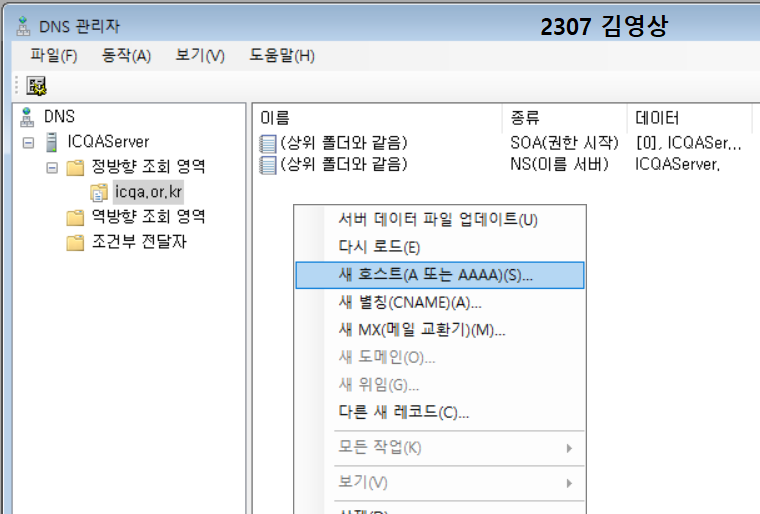 DNS 관리자
2307 김영상
파일(F) 동작(A) 보기(V) 도움말(H)
DNS
ICQAServer
정방향 조회 영역
icqa.or.kr
역방향 조회 영역
조건부 전달자
이름 종류 데이터
(상위 폴더와 같음) SOA(권한 시작) [0], ICQASer...
(상위 폴더와 같음) NS(이름 서버) ICQAServer.
서버 데이터 파일 업데이트(U)
다시 로드(E)
새 호스트(A 또는 AAAA)(S)...
새 별칭(CNAME)(A)...
새 MX(메일 교환기)(M)...
새 도메인(O)...
새 위임(G)...
다른 새 레코드(C)...
모든 작업(K)
보기(V)